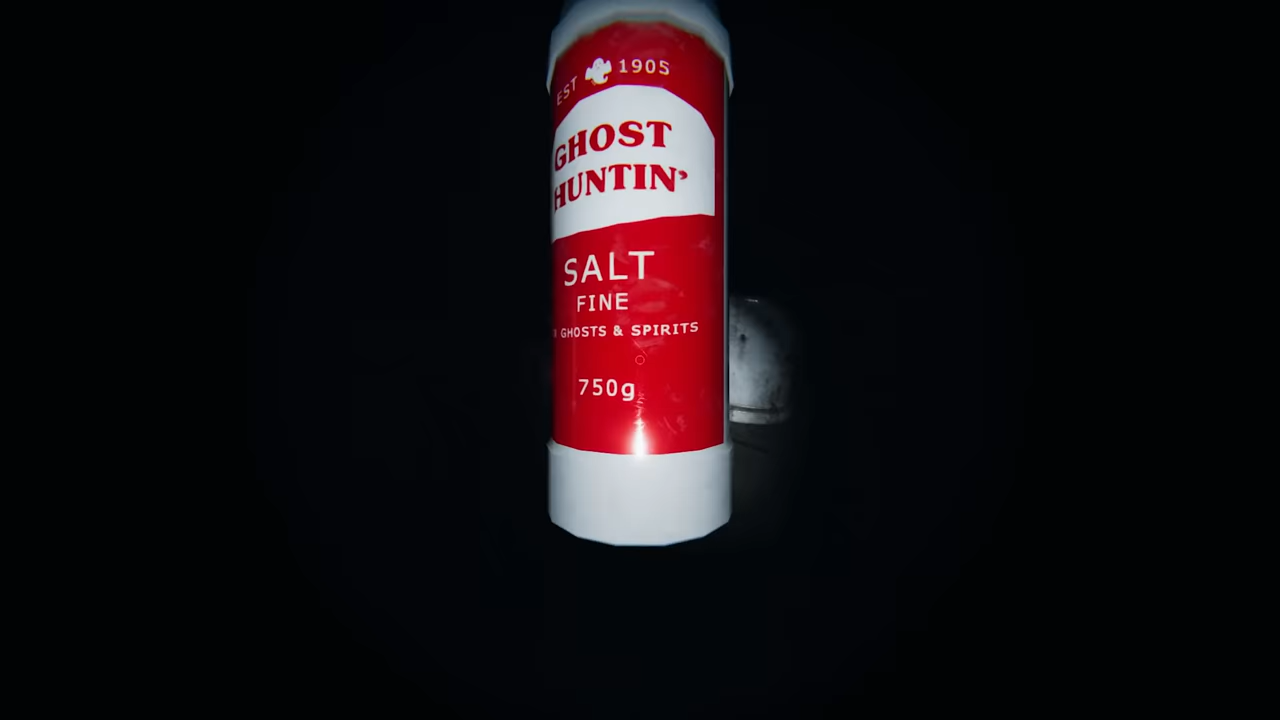 EST 1905
GHOST
HUNTIN'
SALT
FINE
GHOSTS & SPIRITS
750g